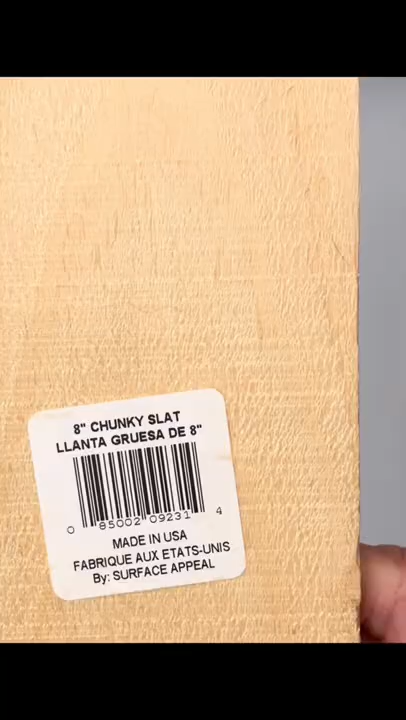 8" CHUNKY SLAT
LLANTA GRUESA DE 8"
0 85002 09231 4
MADE IN USA
FABRIQUE AUX ETATS-UNIS
By: SURFACE APPEAL